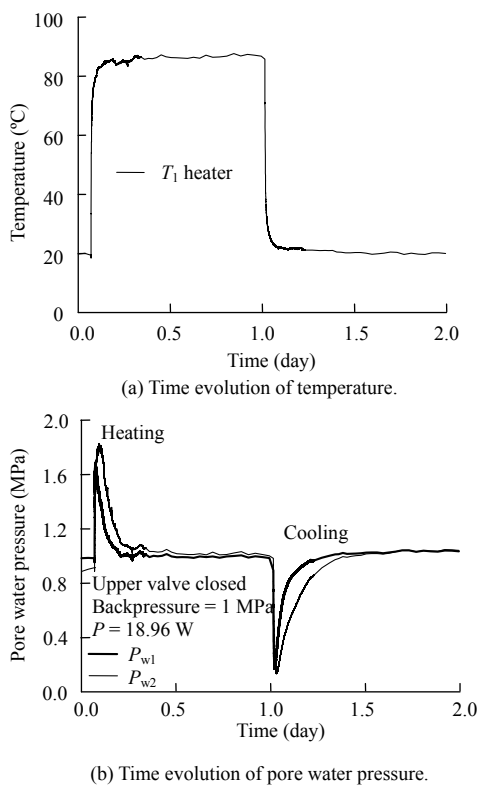 100
80
60
40
20
0
Temperature (ºC)
T1 heater
0.0 0.5 1.0 1.5 2.0
Time (day)
(a) Time evolution of temperature.
2.0
1.6
1.2
0.8
0.4
0.0
Pore water pressure (MPa)
Heating
Cooling
Upper valve closed
Backpressure = 1 MPa
P = 18.96 W
Pw1
Pw2
0.0 0.5 1.0 1.5 2.0
Time (day)
(b) Time evolution of pore water pressure.